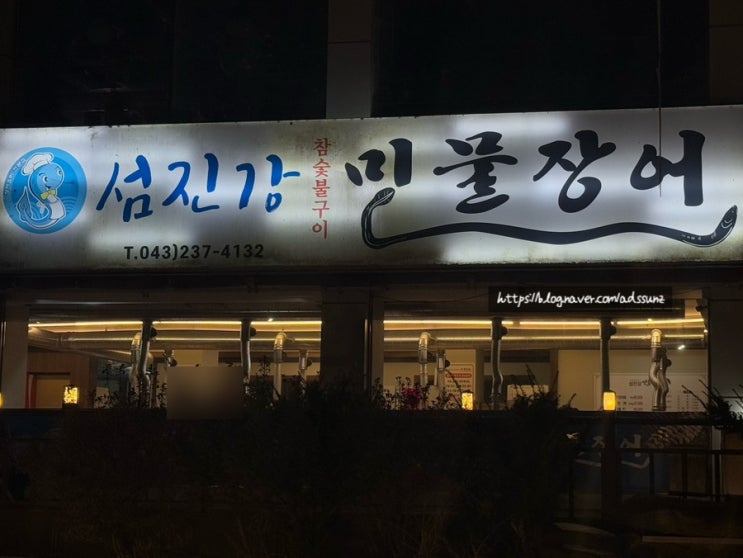 섬진강
참숯불구이
민물장어
T.043)237-4132
https://blog.naver.com/adssunz